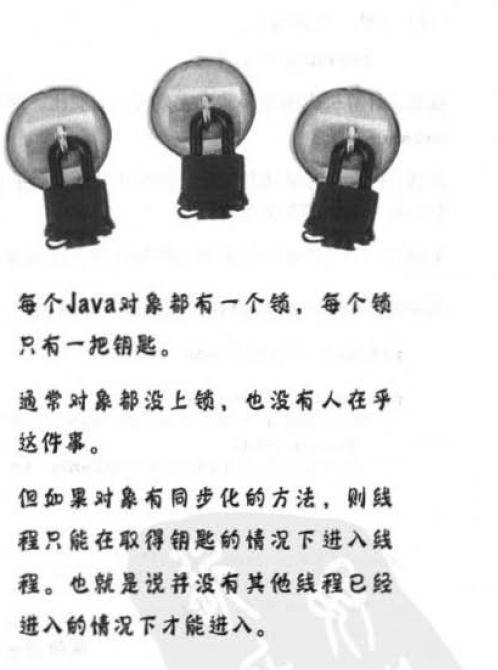 每个Java对象都有一个锁，每个锁
只有一把钥匙。
通常对象都没上锁，也没有人在乎
这件事。
但如果对象有同步化的方法，则线
程只能在取得钥匙的情况下进入线
程。也就是说并没有其他线程已经
进入的情况下才能进入。